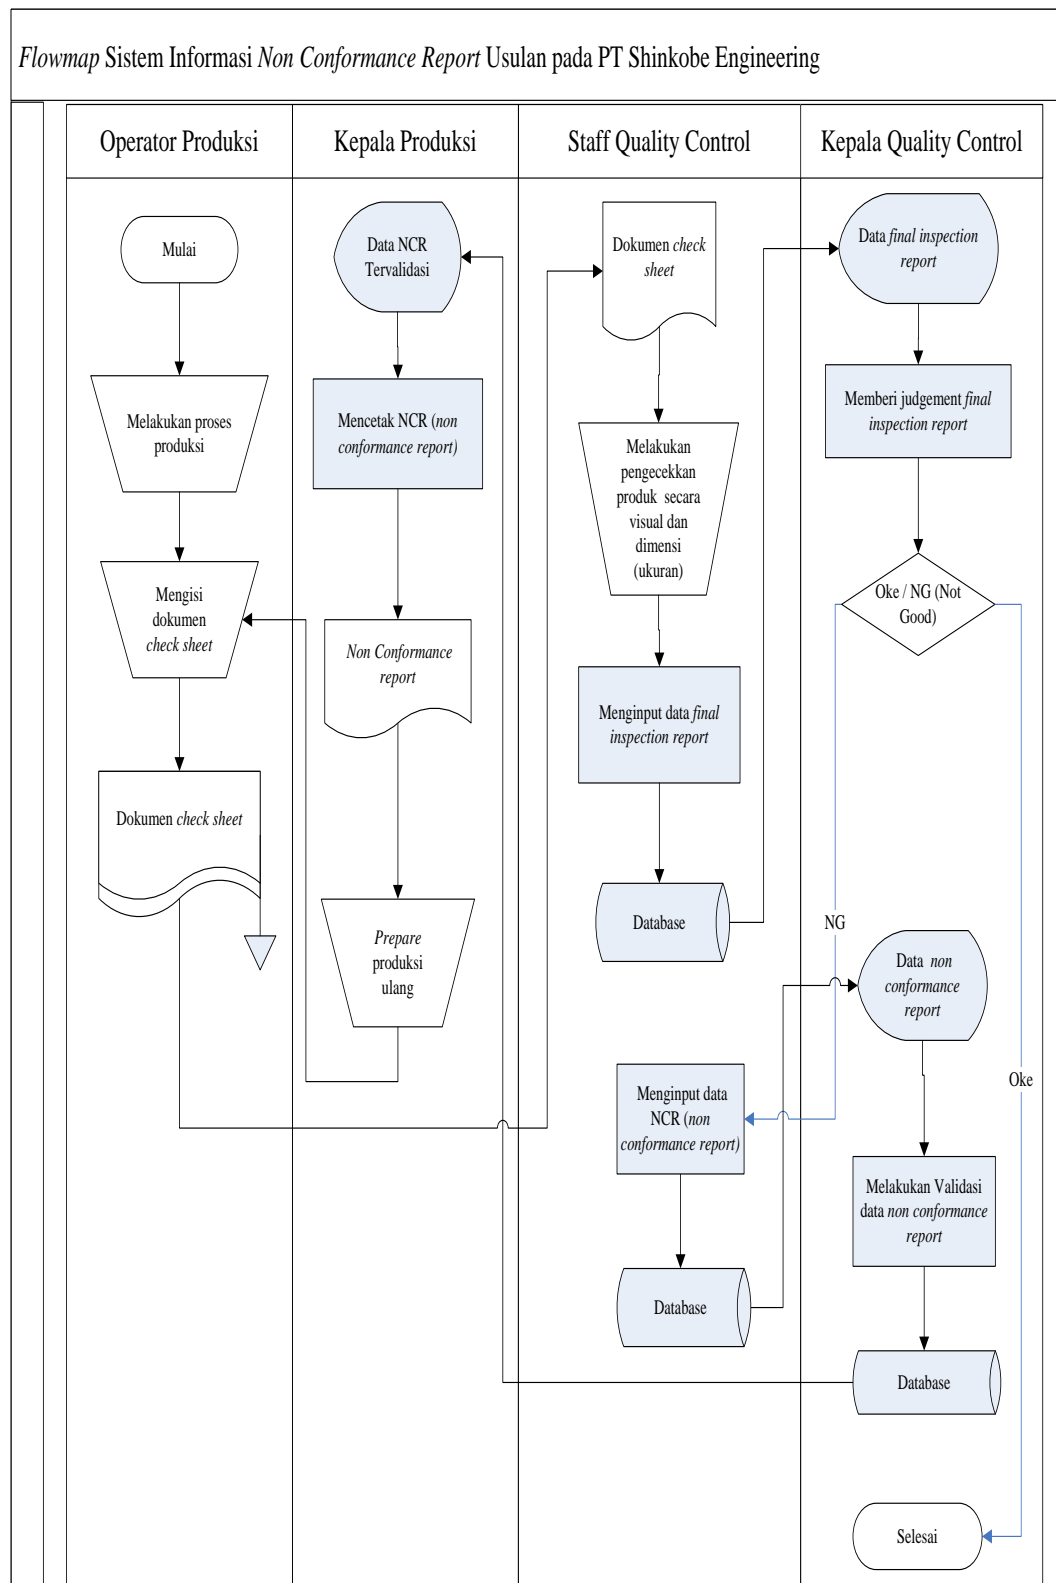 Flowmap Sistem Informasi Non Conformance Report Usulan pada PT Shinkobe Engineering
Operator Produksi
Kepala Produksi
Staff Quality Control
Kepala Quality Control
Mulai
Melakukan proses
produksi
Mengisi
dokumen
check sheet
Dokumen check sheet
Data NCR
Tervalidasi
Mencetak NCR (non
conformance report)
Non Conformance
report
Prepare
produksi
ulang
Dokumen check
sheet
Melakukan
pengecekkan
produk secara
visual dan
dimensi
(ukuran)
Menginput data final
inspection report
Database
Menginput data
NCR (non
conformance report)
Database
Data final inspection
report
Memberi judgement final
inspection report
Oke / NG (Not
Good)
NG
Oke
Data non
conformance
report
Melakukan Validasi
data non conformance
report
Database
Selesai